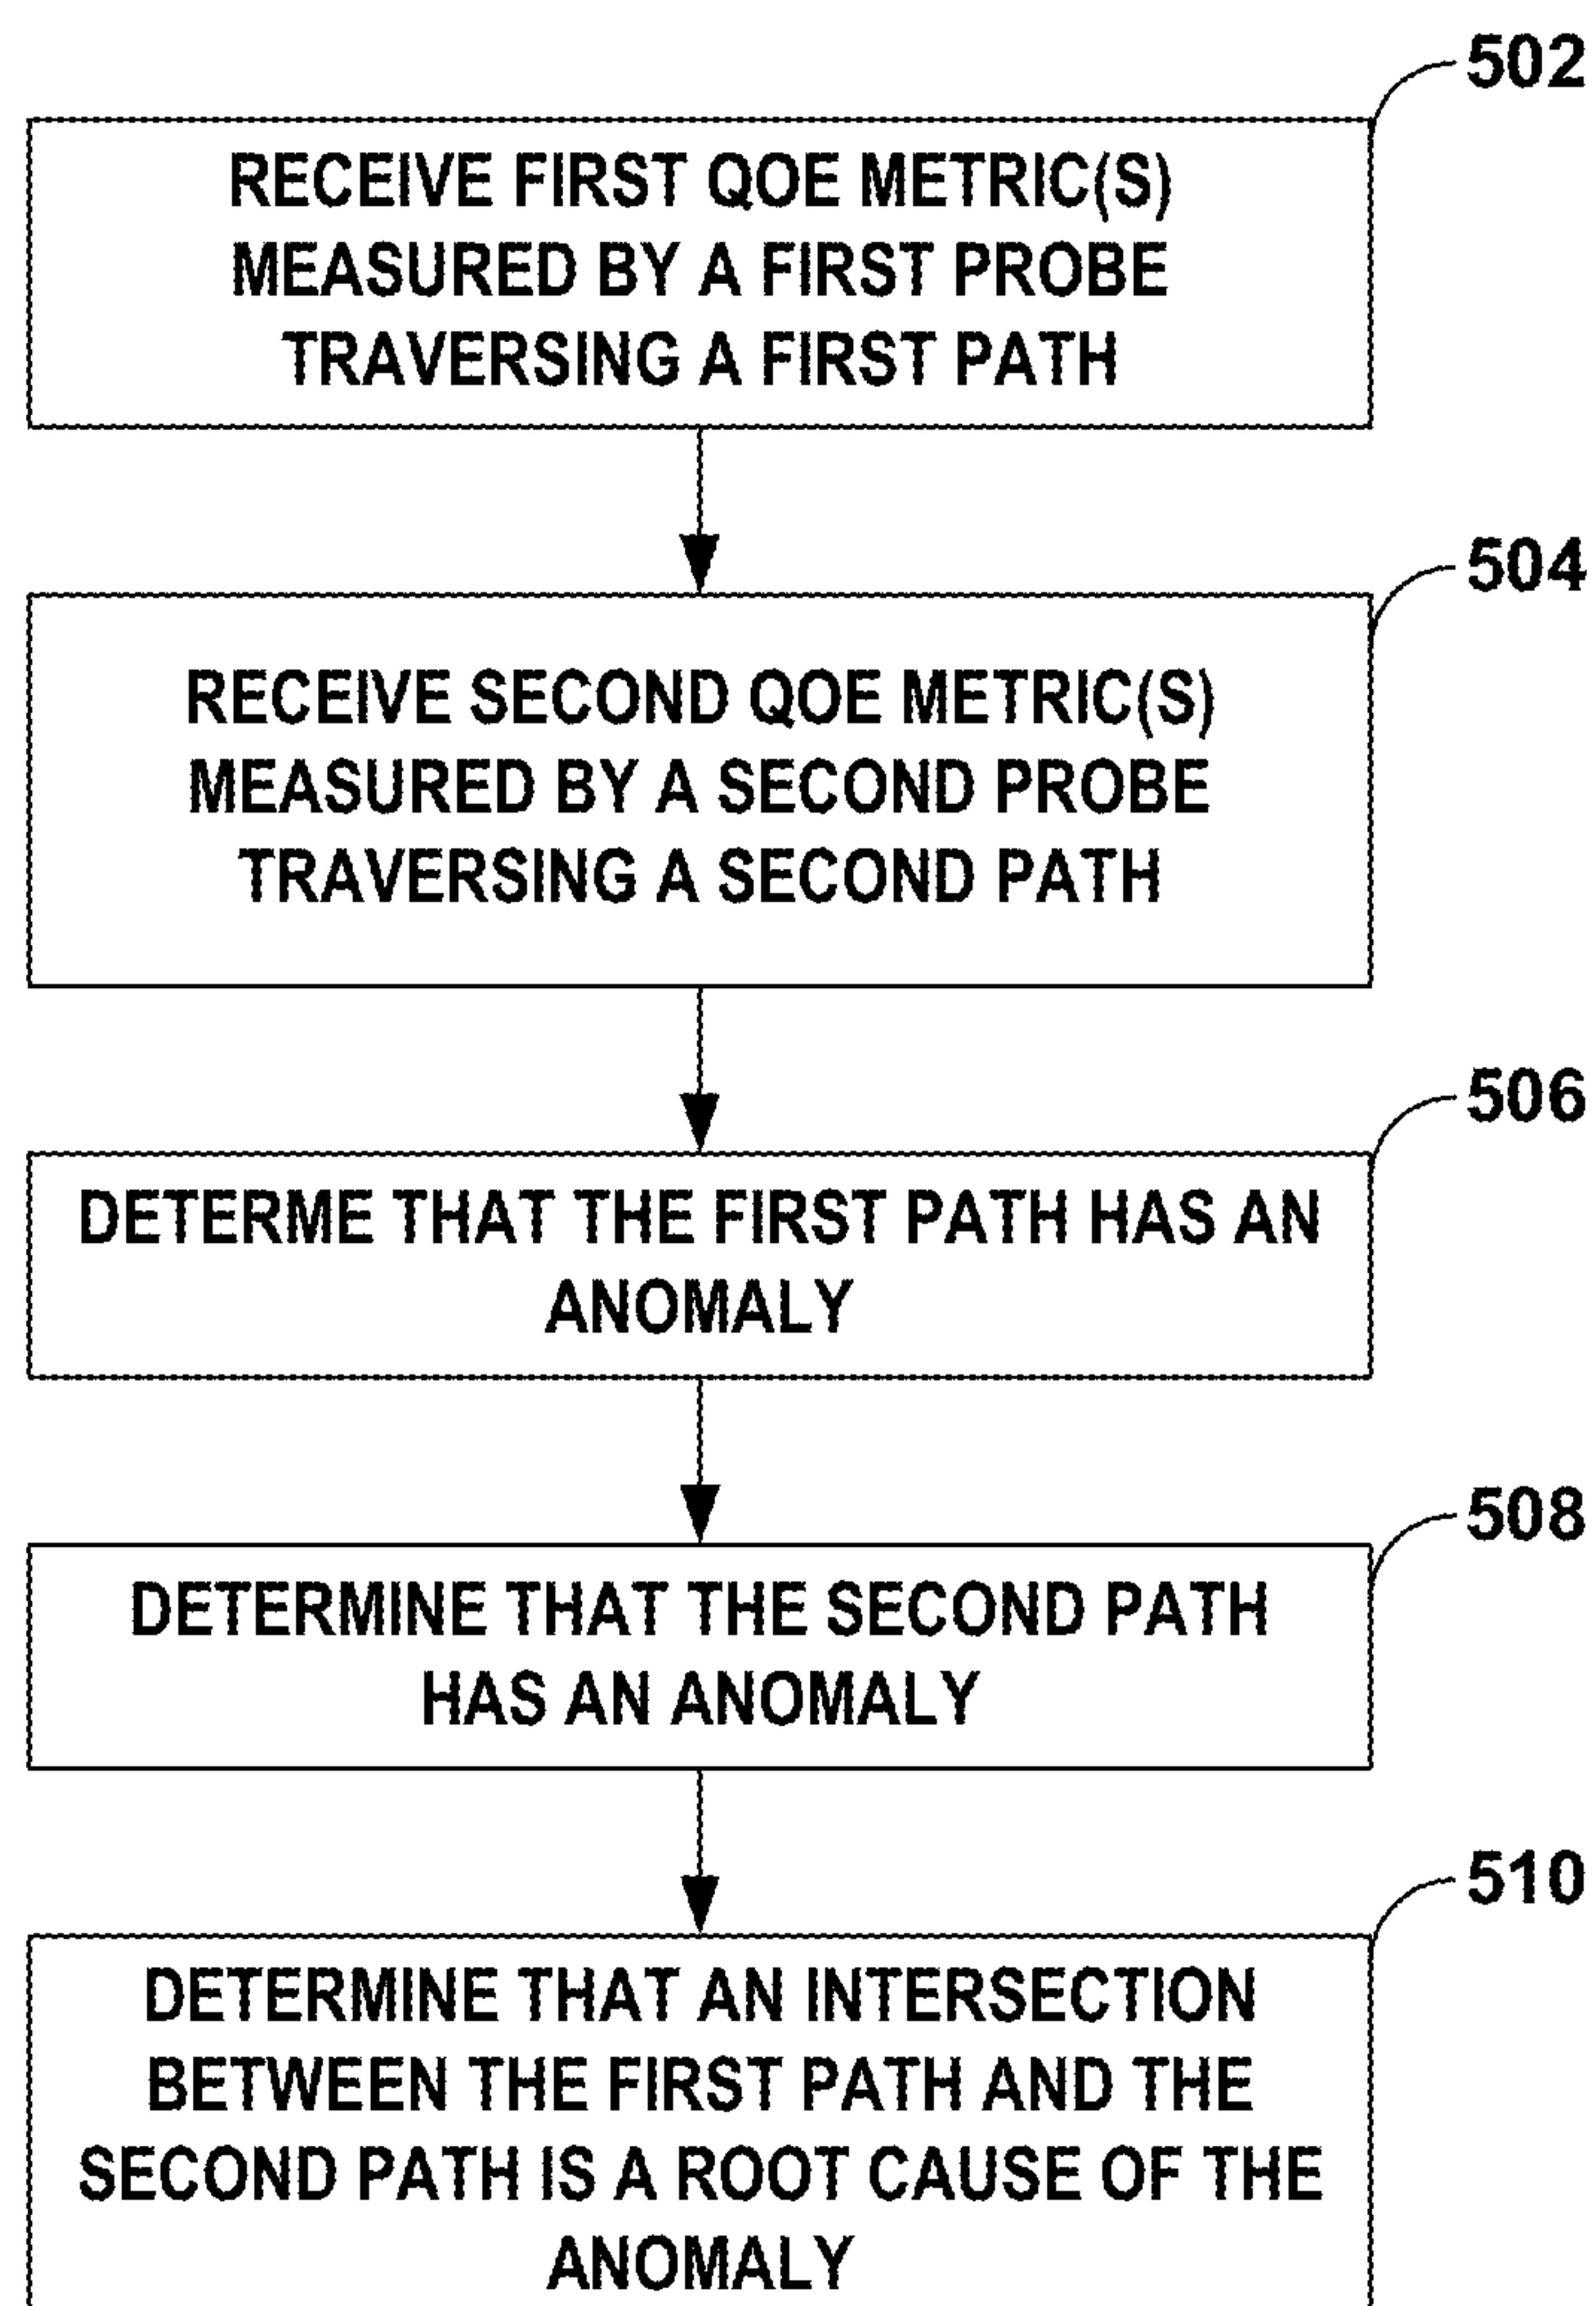 502
RECEIVE FIRST QOE METRIC(S)
MEASURED BY A FIRST PROBE
TRAVERSING A FIRST PATH
504
RECEIVE SECOND QOE METRIC(S)
MEASURED BY A SECOND PROBE
TRAVERSING A SECOND PATH
506
DETERME THAT THE FIRST PATH HAS AN
ANOMALY
508
DETERMINE THAT THE SECOND PATH
HAS AN ANOMALY
510
DETERMINE THAT AN INTERSECTION
BETWEEN THE FIRST PATH AND THE
SECOND PATH IS A ROOT CAUSE OF THE
ANOMALY